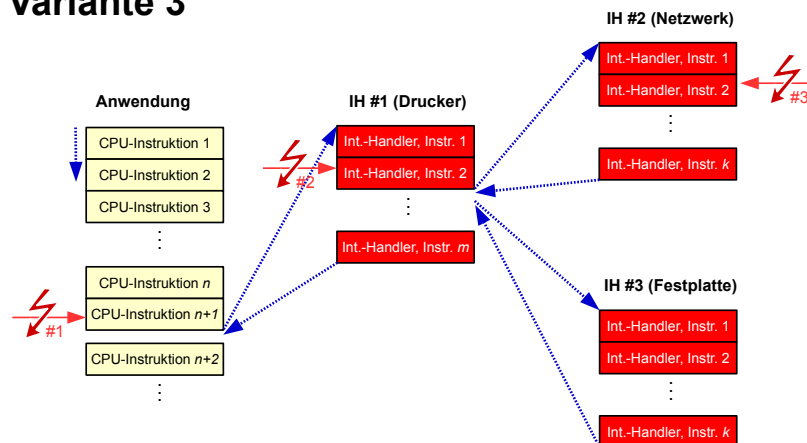 Variante 3
IH #2 (Netzwerk)
Int.-Handler, Instr. 1
Int.-Handler, Instr. 2
#3
⋮
Int.-Handler, Instr. k
Anwendung
CPU-Instruktion 1
CPU-Instruktion 2
CPU-Instruktion 3
⋮
CPU-Instruktion n
CPU-Instruktion n+1
#1
CPU-Instruktion n+2
⋮
IH #1 (Drucker)
Int.-Handler, Instr. 1
Int.-Handler, Instr. 2
#2
⋮
Int.-Handler, Instr. m
IH #3 (Festplatte)
Int.-Handler, Instr. 1
Int.-Handler, Instr. 2
⋮
Int.-Handler, Instr. k